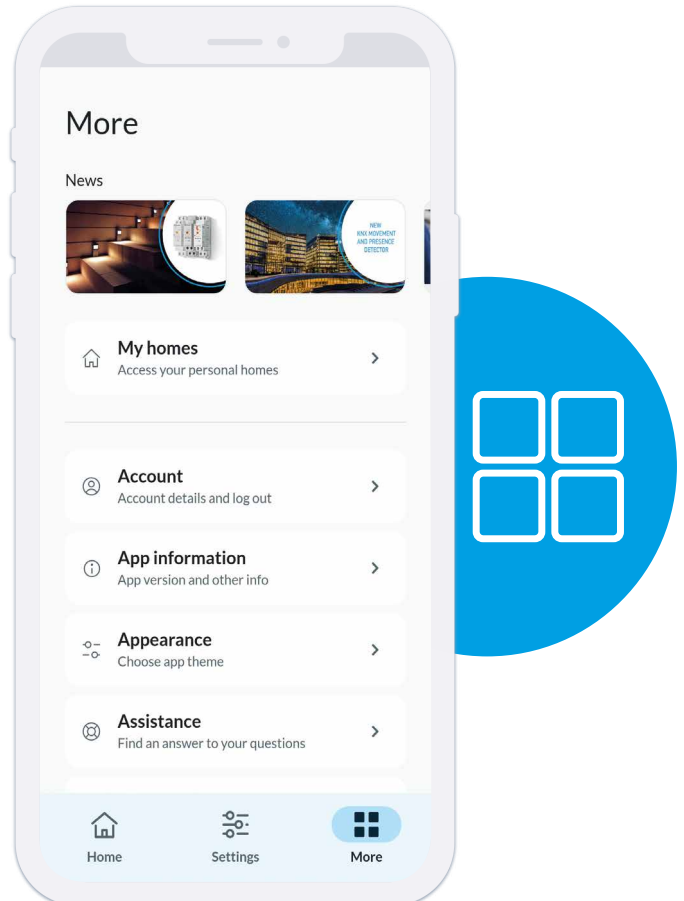 More
News
NEW
KNX MOVEMENT
AND PRESENCE
DETECTOR
My homes
Access your personal homes
Account
Account details and log out
App information
App version and other info
Appearance
Choose app theme
Assistance
Find an answer to your questions
Home
Settings
More